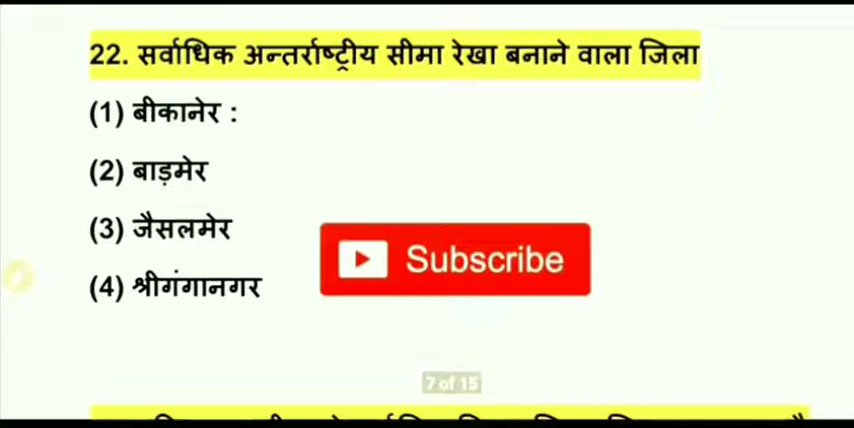 22. सर्वाधिक अन्तर्राष्ट्रीय सीमा रेखा बनाने वाला जिला
(1) बीकानेर :
(2) बाड़मेर
(3) जैसलमेर
Subscribe
(4) श्रीगंगानगर
7 of 15